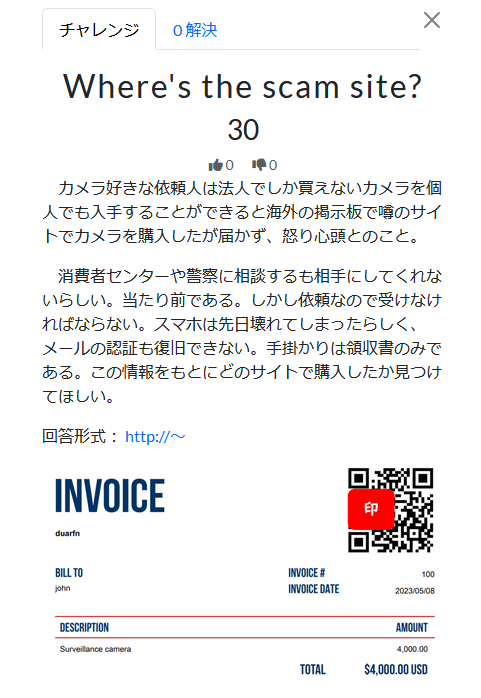 チャレンジ
0 解決
Where's the scam site?
30
0 0
カメラ好きな依頼人は法人でしか買えないカメラを個
人でも入手することができると海外の掲示板で噂のサイ
トでカメラを購入したが届かず、怒り心頭とのこと。
消費者センターや警察に相談するも相手にしてくれな
いらしい。当たり前である。しかし依頼なので受けなけ
ればならない。スマホは先日壊れてしまったらしく、
メールの認証も復旧できない。手掛かりは領収書のみで
ある。この情報をもとにどのサイトで購入したか見つけ
てほしい。
回答形式： http://～
INVOICE
印
duarfn
BILL TO
john
INVOICE # 100
INVOICE DATE 2023/05/08
DESCRIPTION AMOUNT
Surveillance camera 4,000.00
TOTAL $4,000.00 USD